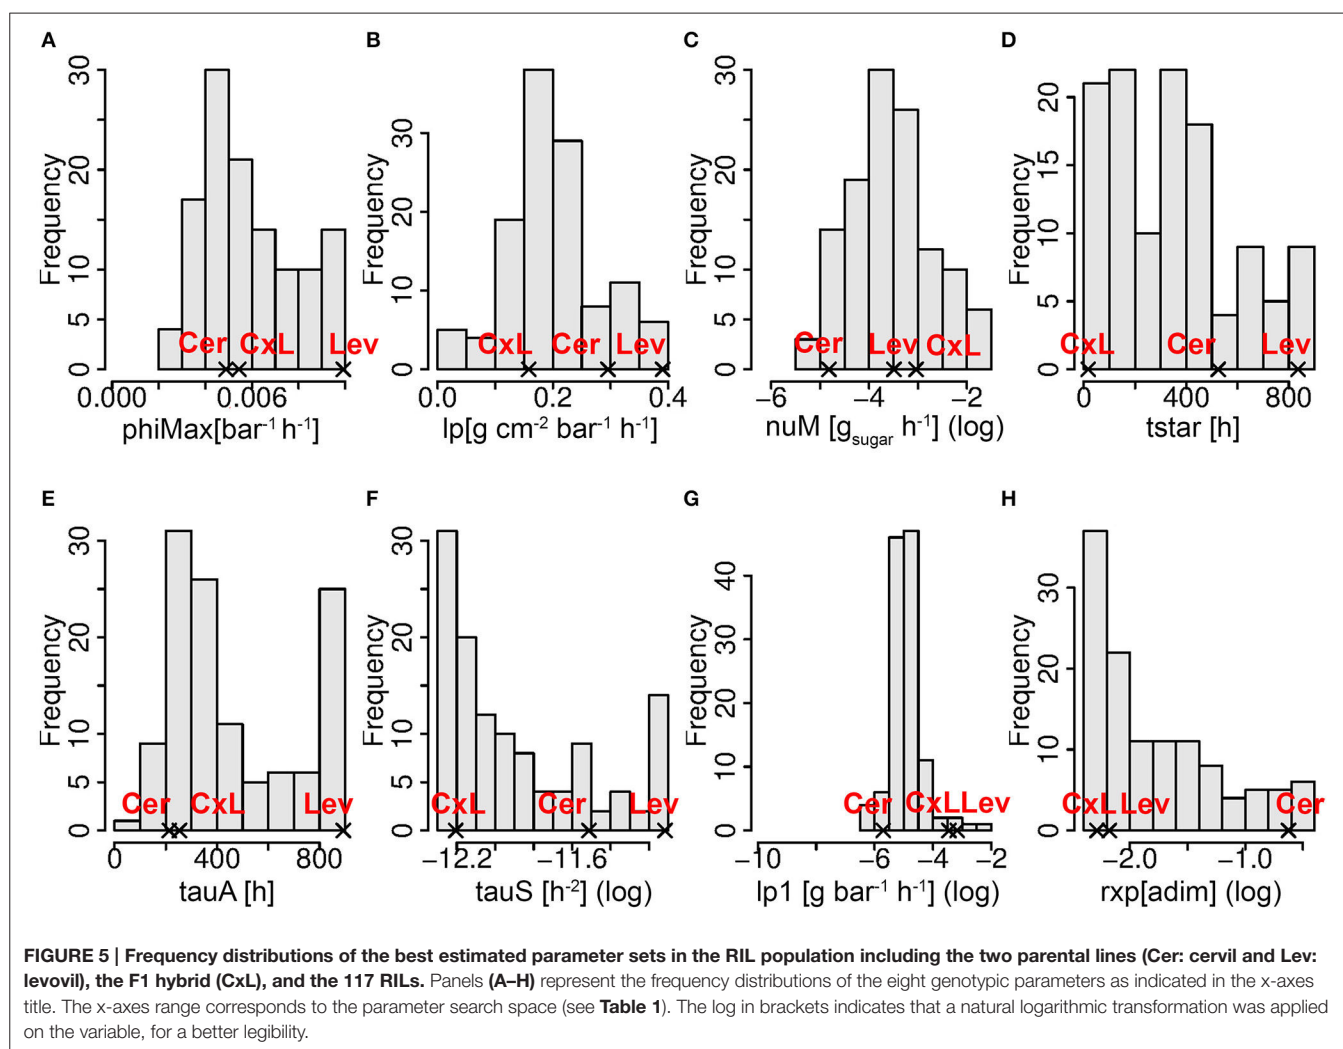 A
B
C
D
Frequency
30
20
10
5
0
Cer
CxL
Lev
0.000
0.006
phiMax[bar⁻¹ h⁻¹]
Frequency
30
20
10
0
CxL
Cer
Lev
0.0
0.2
0.4
lp[g cm⁻² bar⁻¹ h⁻¹]
Frequency
30
20
10
5
0
Cer
Lev
CxL
−6
−4
−2
nuM [g_sugar h⁻¹] (log)
Frequency
20
15
10
5
0
CxL
Cer
Lev
0
400
800
tstar [h]
E
F
G
H
Frequency
30
20
10
5
0
Cer
CxL
Lev
0
400
800
tauA [h]
Frequency
30
20
10
5
0
CxL
Cer
Lev
−12.2
−11.6
tauS [h⁻²] (log)
Frequency
40
30
20
10
0
Cer
CxL
Lev
−10
−6
−4
−2
lp1 [g bar⁻¹ h⁻¹] (log)
Frequency
30
20
10
0
CxL
Lev
Cer
−2.0
−1.0
rxp[adim] (log)
FIGURE 5 | Frequency distributions of the best estimated parameter sets in the RIL population including the two parental lines (Cer: cervil and Lev:
levovil), the F1 hybrid (CxL), and the 117 RILs. Panels (A–H) represent the frequency distributions of the eight genotypic parameters as indicated in the x-axes
title. The x-axes range corresponds to the parameter search space (see Table 1). The log in brackets indicates that a natural logarithmic transformation was applied
on the variable, for a better legibility.